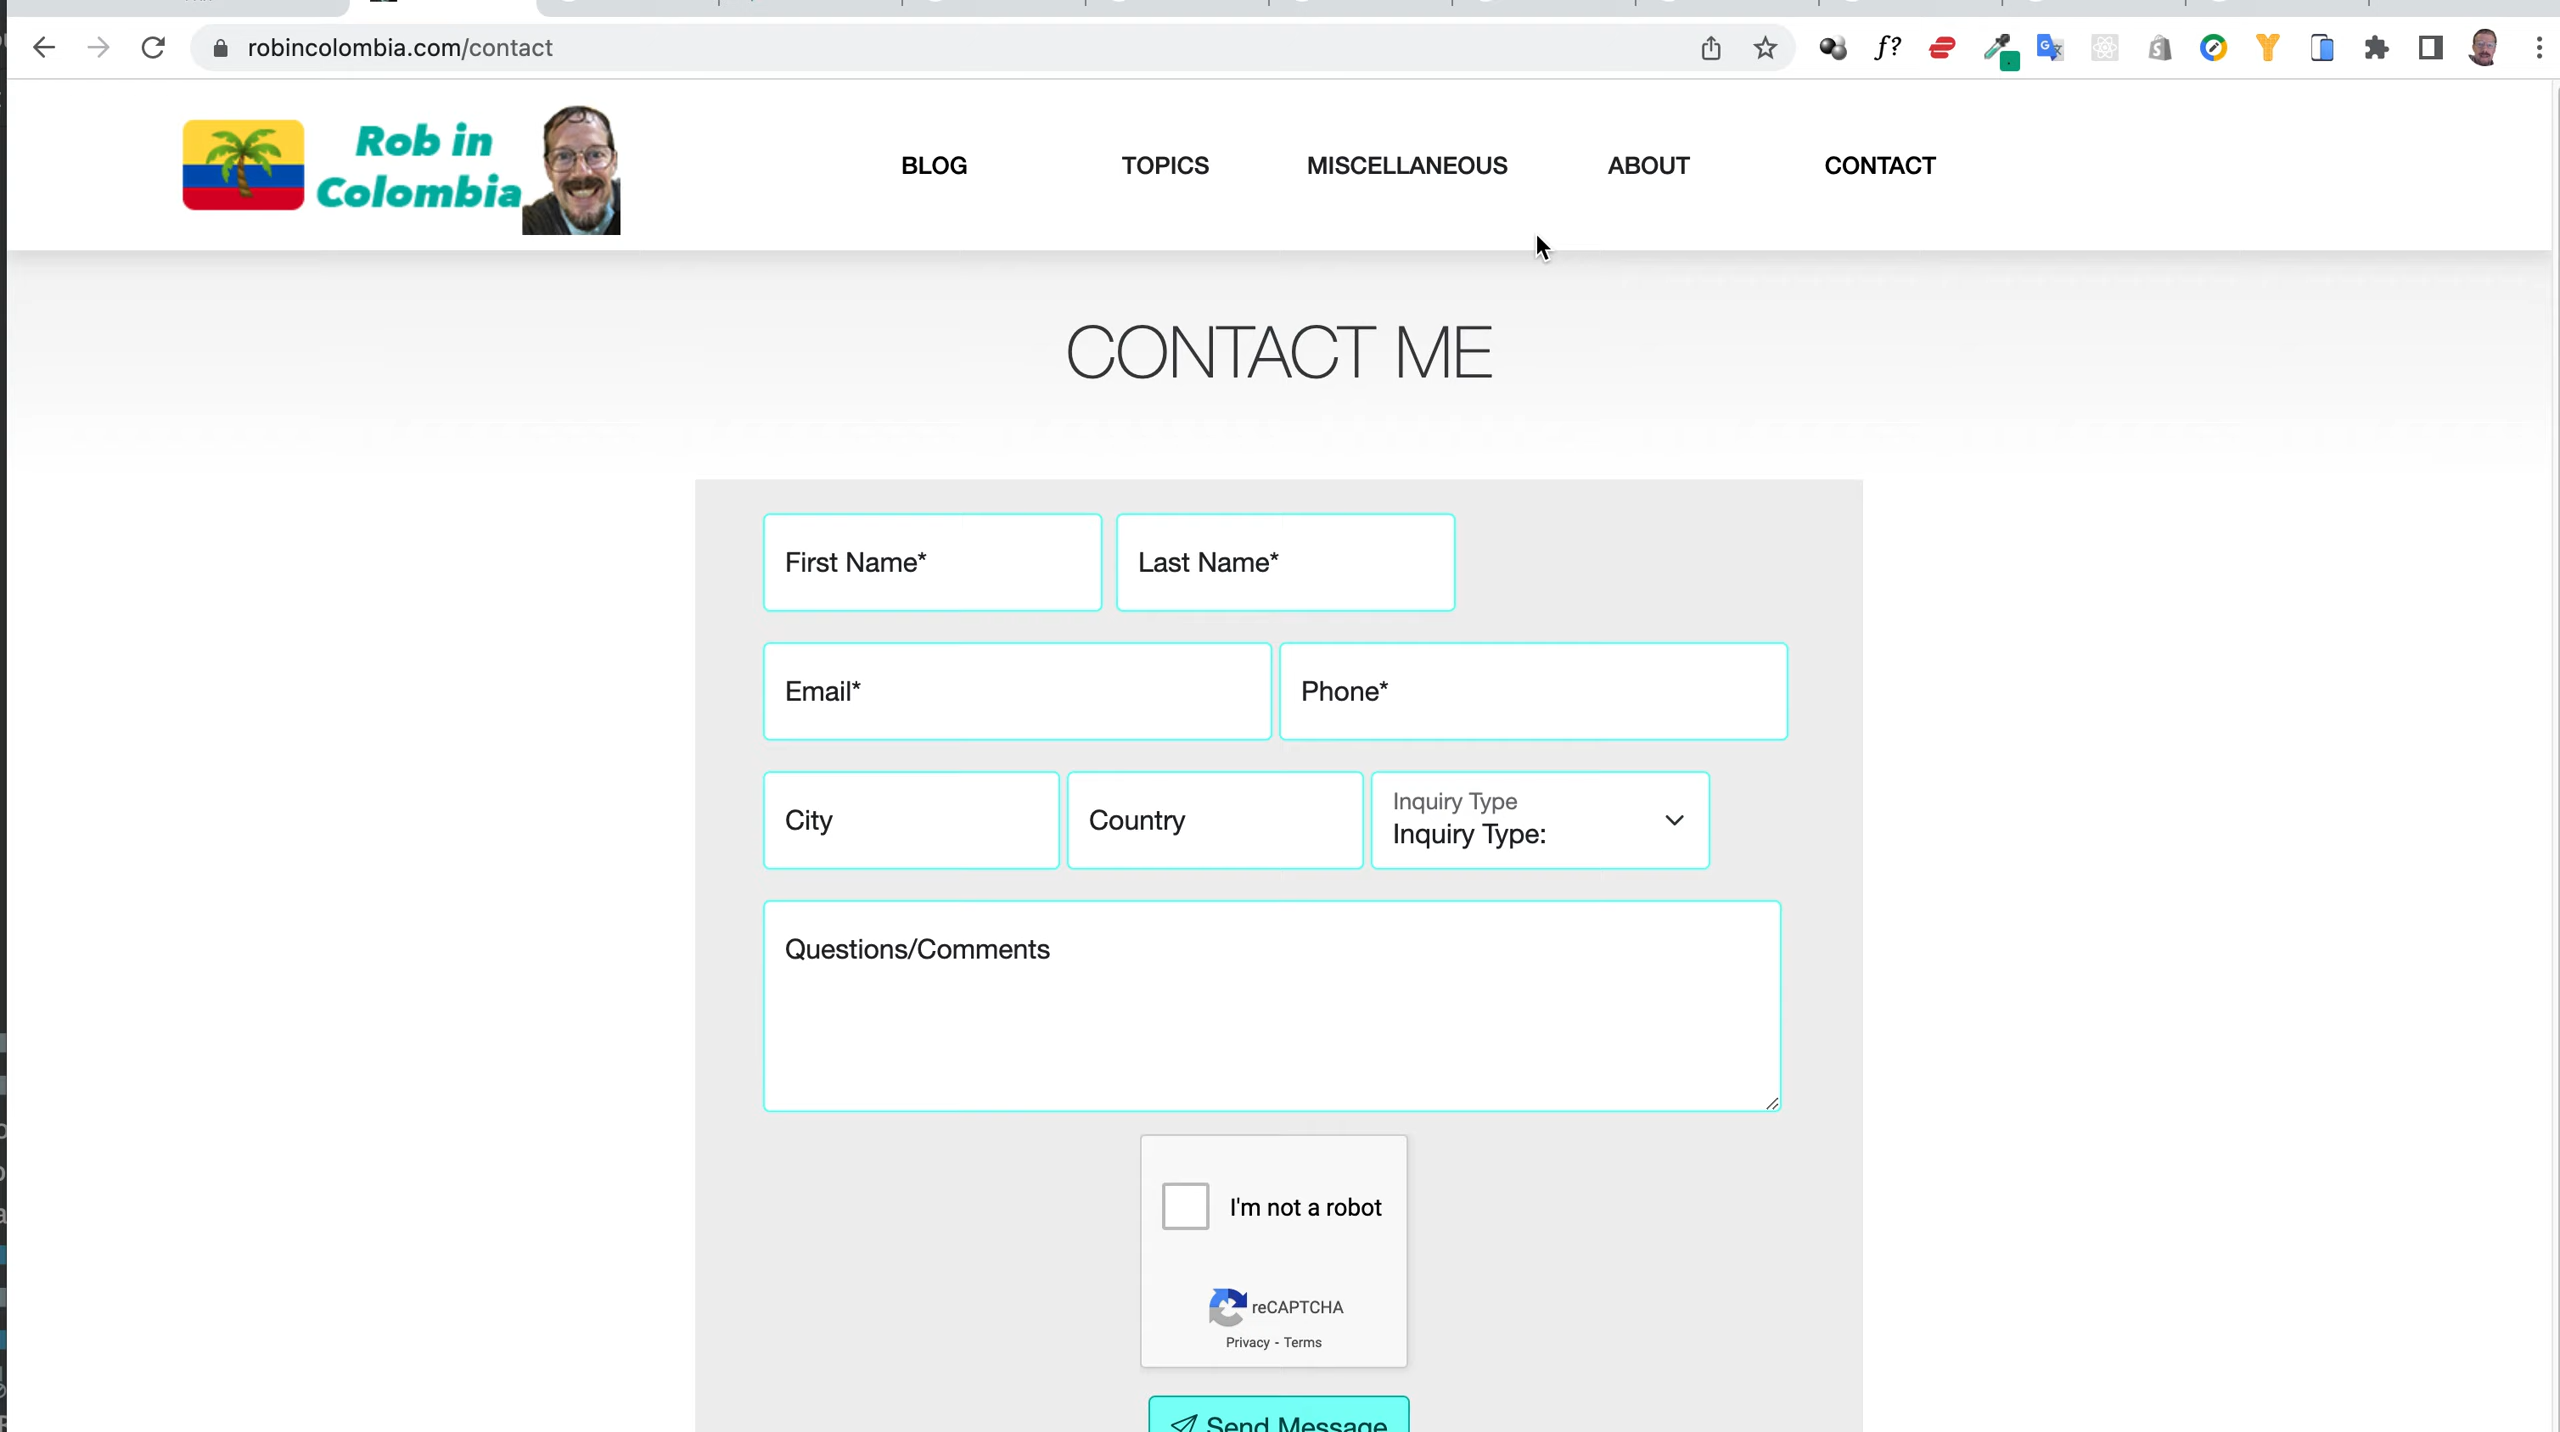 robincolombia.com/contact
f?
Rob in
Colombia
BLOG
TOPICS
MISCELLANEOUS
ABOUT
CONTACT
CONTACT ME
First Name*
Last Name*
Email*
Phone*
City
Country
Inquiry Type
Inquiry Type:
Questions/Comments
I'm not a robot
reCAPTCHA
Privacy - Terms
Send Message